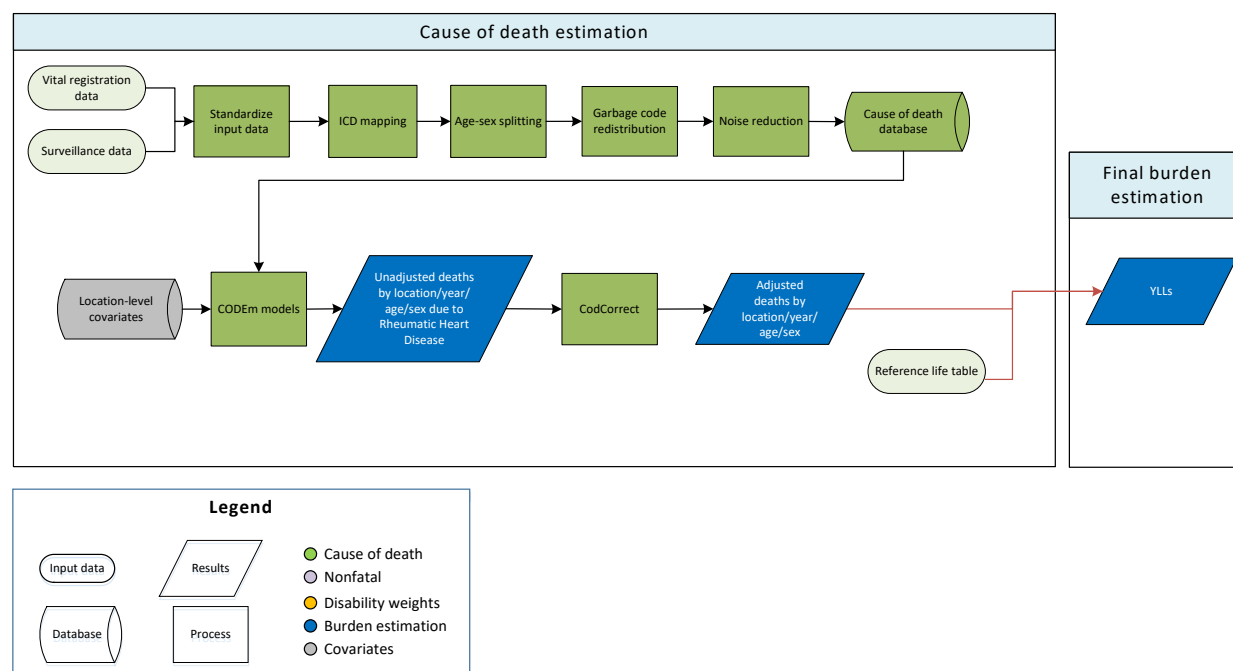 Cause of death estimation
Vital registration
data
Surveillance data
Standardize
input data
ICD mapping
Age-sex splitting
Garbage code
redistribution
Noise reduction
Cause of death
database
Final burden
estimation
Location-level
covariates
CODEm models
Unadjusted deaths
by location/year/
age/sex due to
Rheumatic Heart
Disease
CodCorrect
Adjusted
deaths by
location/year/
age/sex
YLLs
Reference life table
Legend
Input data
Results
Database
Process
Cause of death
Nonfatal
Disability weights
Burden estimation
Covariates